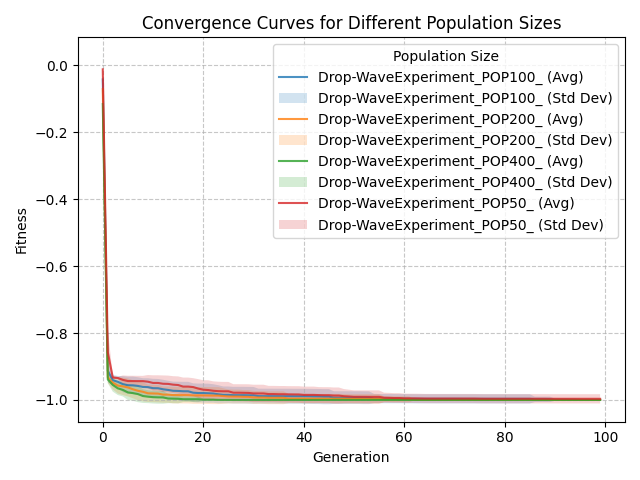 Convergence Curves for Different Population Sizes
Population Size
Drop-WaveExperiment_POP100_ (Avg)
Drop-WaveExperiment_POP100_ (Std Dev)
Drop-WaveExperiment_POP200_ (Avg)
Drop-WaveExperiment_POP200_ (Std Dev)
Drop-WaveExperiment_POP400_ (Avg)
Drop-WaveExperiment_POP400_ (Std Dev)
Drop-WaveExperiment_POP50_ (Avg)
Drop-WaveExperiment_POP50_ (Std Dev)
Fitness
0.0
−0.2
−0.4
−0.6
−0.8
−1.0
0 20 40 60 80 100
Generation